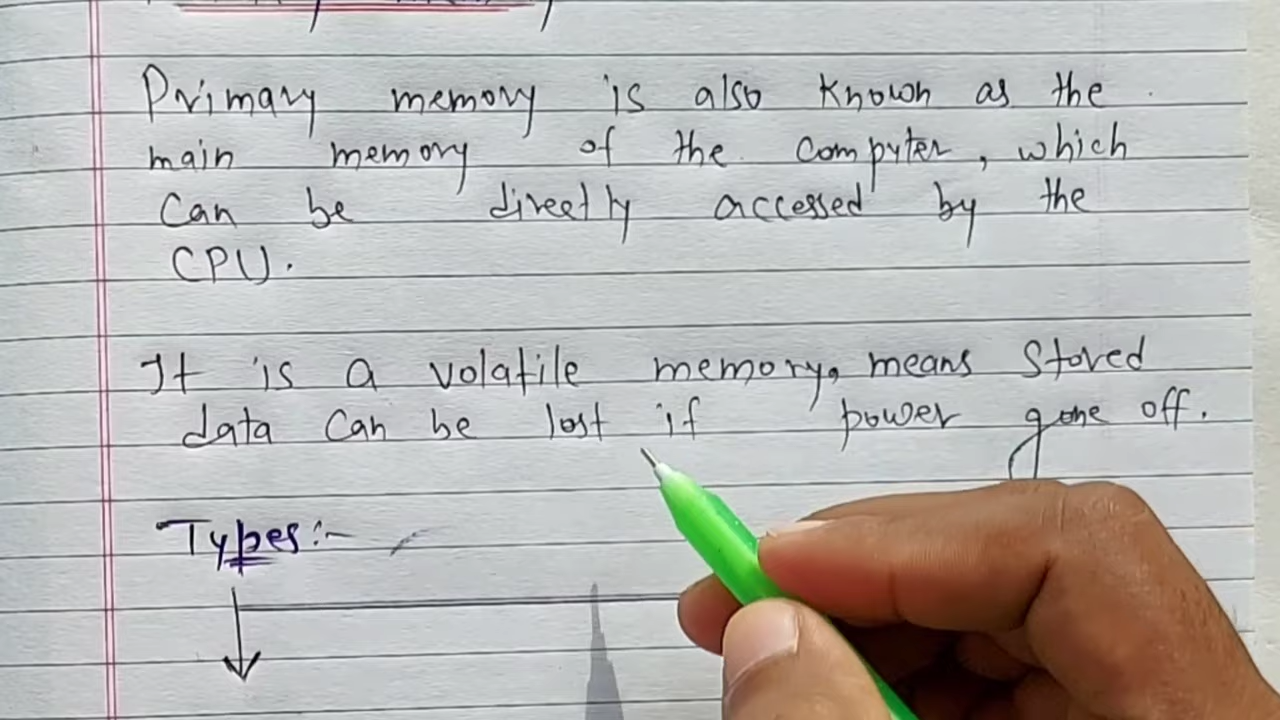 Primary memory is also known as the
main memory of the computer, which
can be directly accessed by the
CPU.
It is a volatile memory, means stored
data can be lost if power gone off.
Types:-